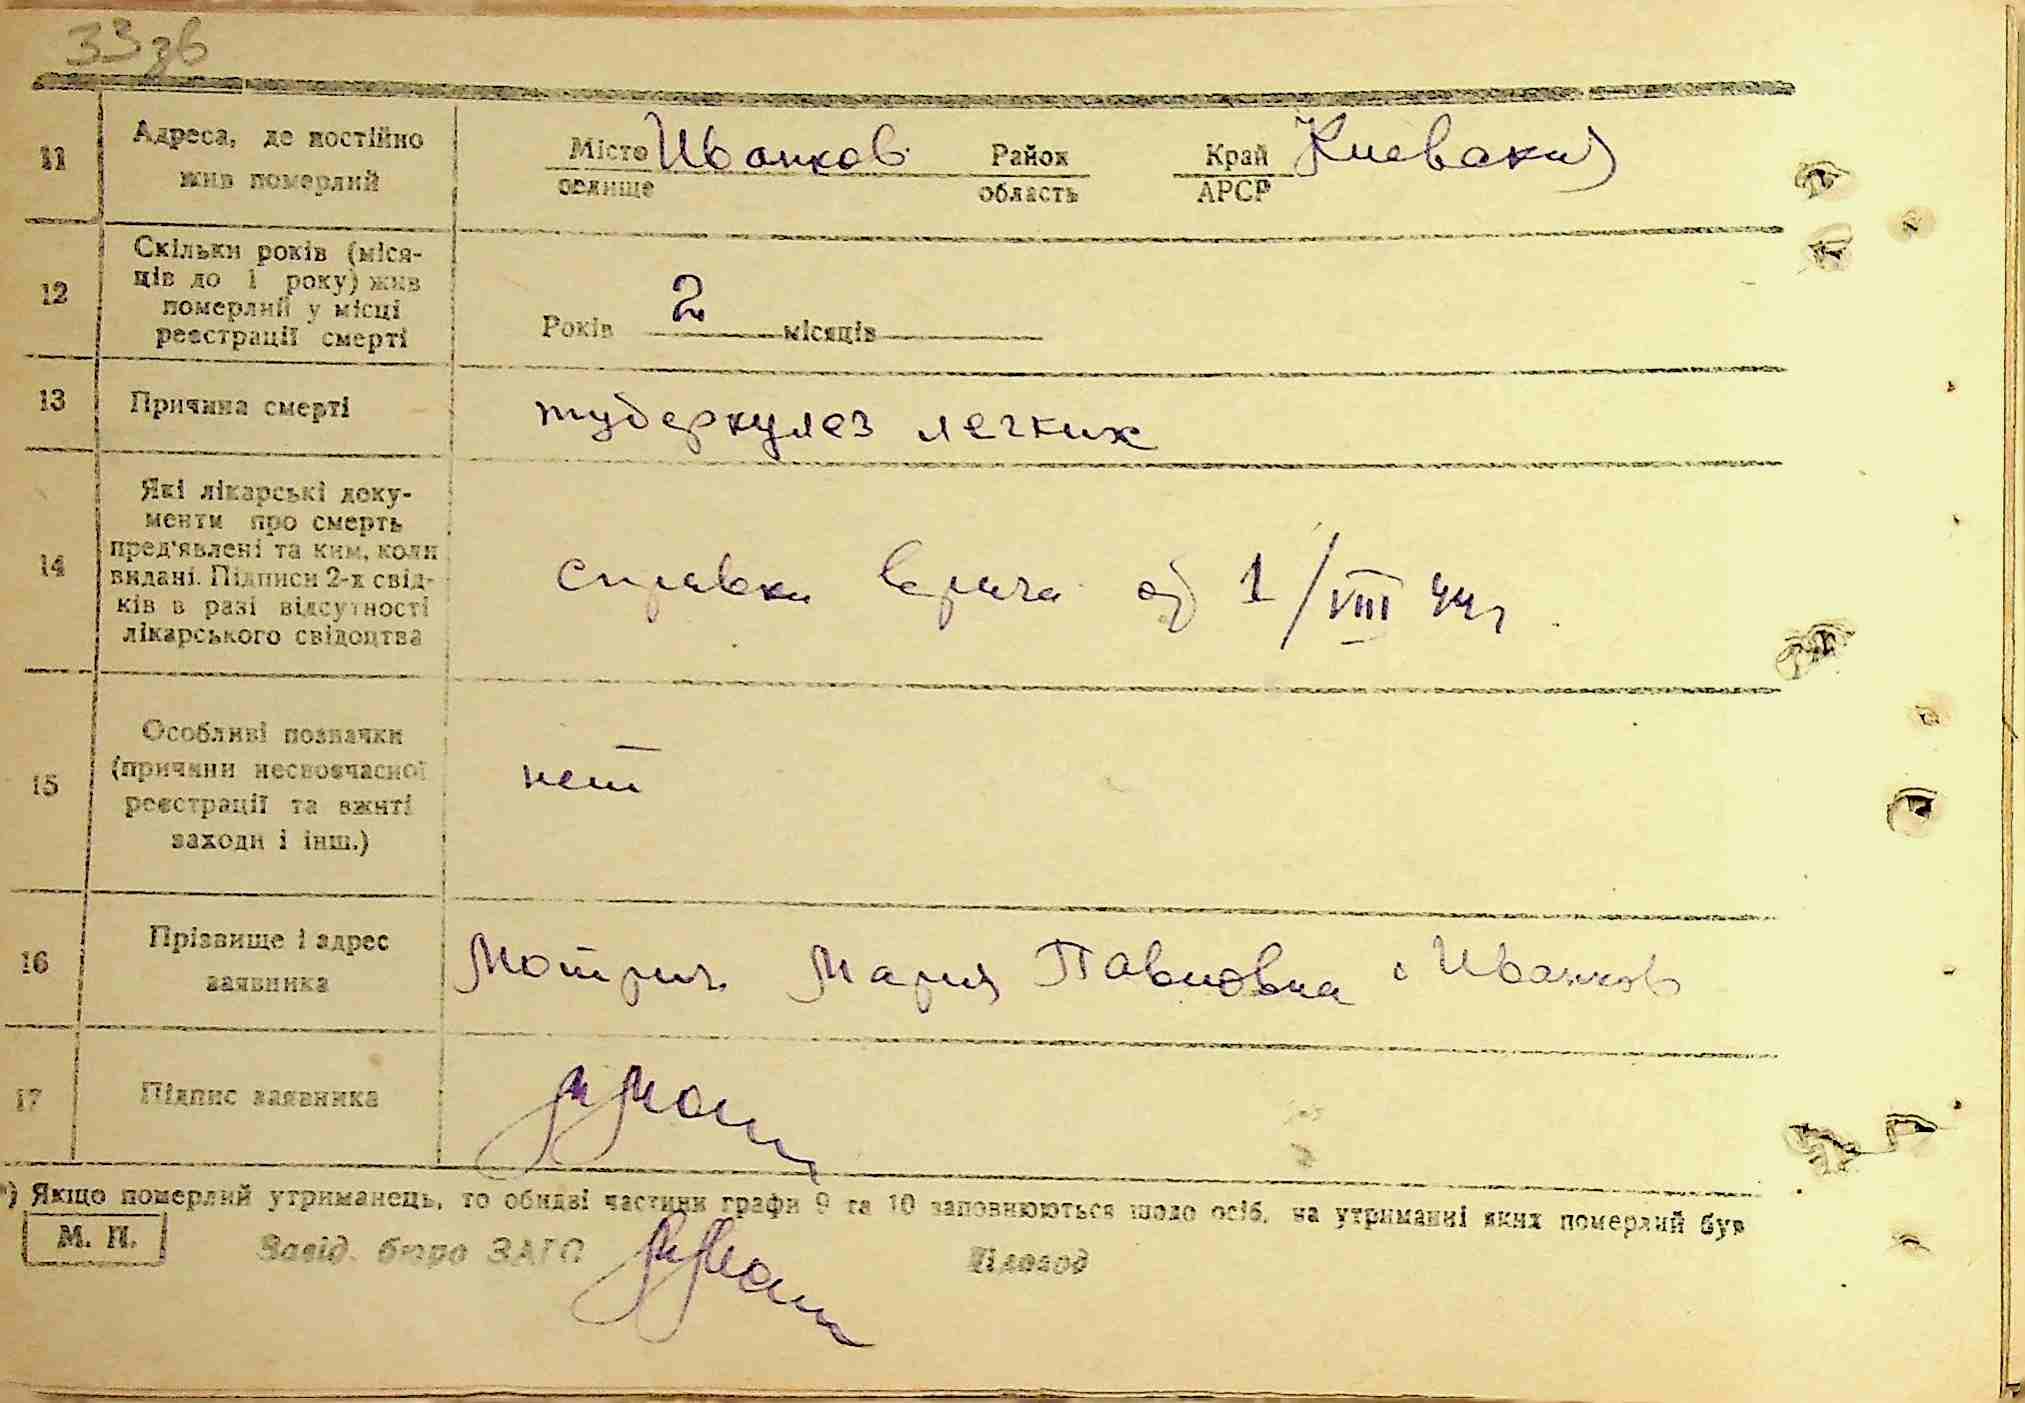 33зв
11
Адреса, де постійно
жив померлий
Місто Иванков Район Край Киевская
селище область АРСР
12
Скільки років (міся-
ців до 1 року) жив
померлий у місці
реєстрації смерті
Років 2 місяців
13
Причина смерті
туберкулез легких
14
Які лікарські доку-
менти про смерть
пред'явлені та ким, коли
видані. Підписи 2-х свід-
ків в разі відсутності
лікарського свідоцтва
справка врача от 1/VIII 44 г
15
Особливі позначки
(причини несвоєчасної
реєстрації та вжиті
заходи і інш.)
нет
16
Прізвище і адрес
заявника
Мотрич Мария Павловна с Иванков
17
Підпис заявника
*) Якщо померлий утриманець, то обидві частини графи 9 та 10 заповнюються щодо осіб, на утриманні яких померлий був
М. П.
Завід. бюро ЗАГС
Діловод